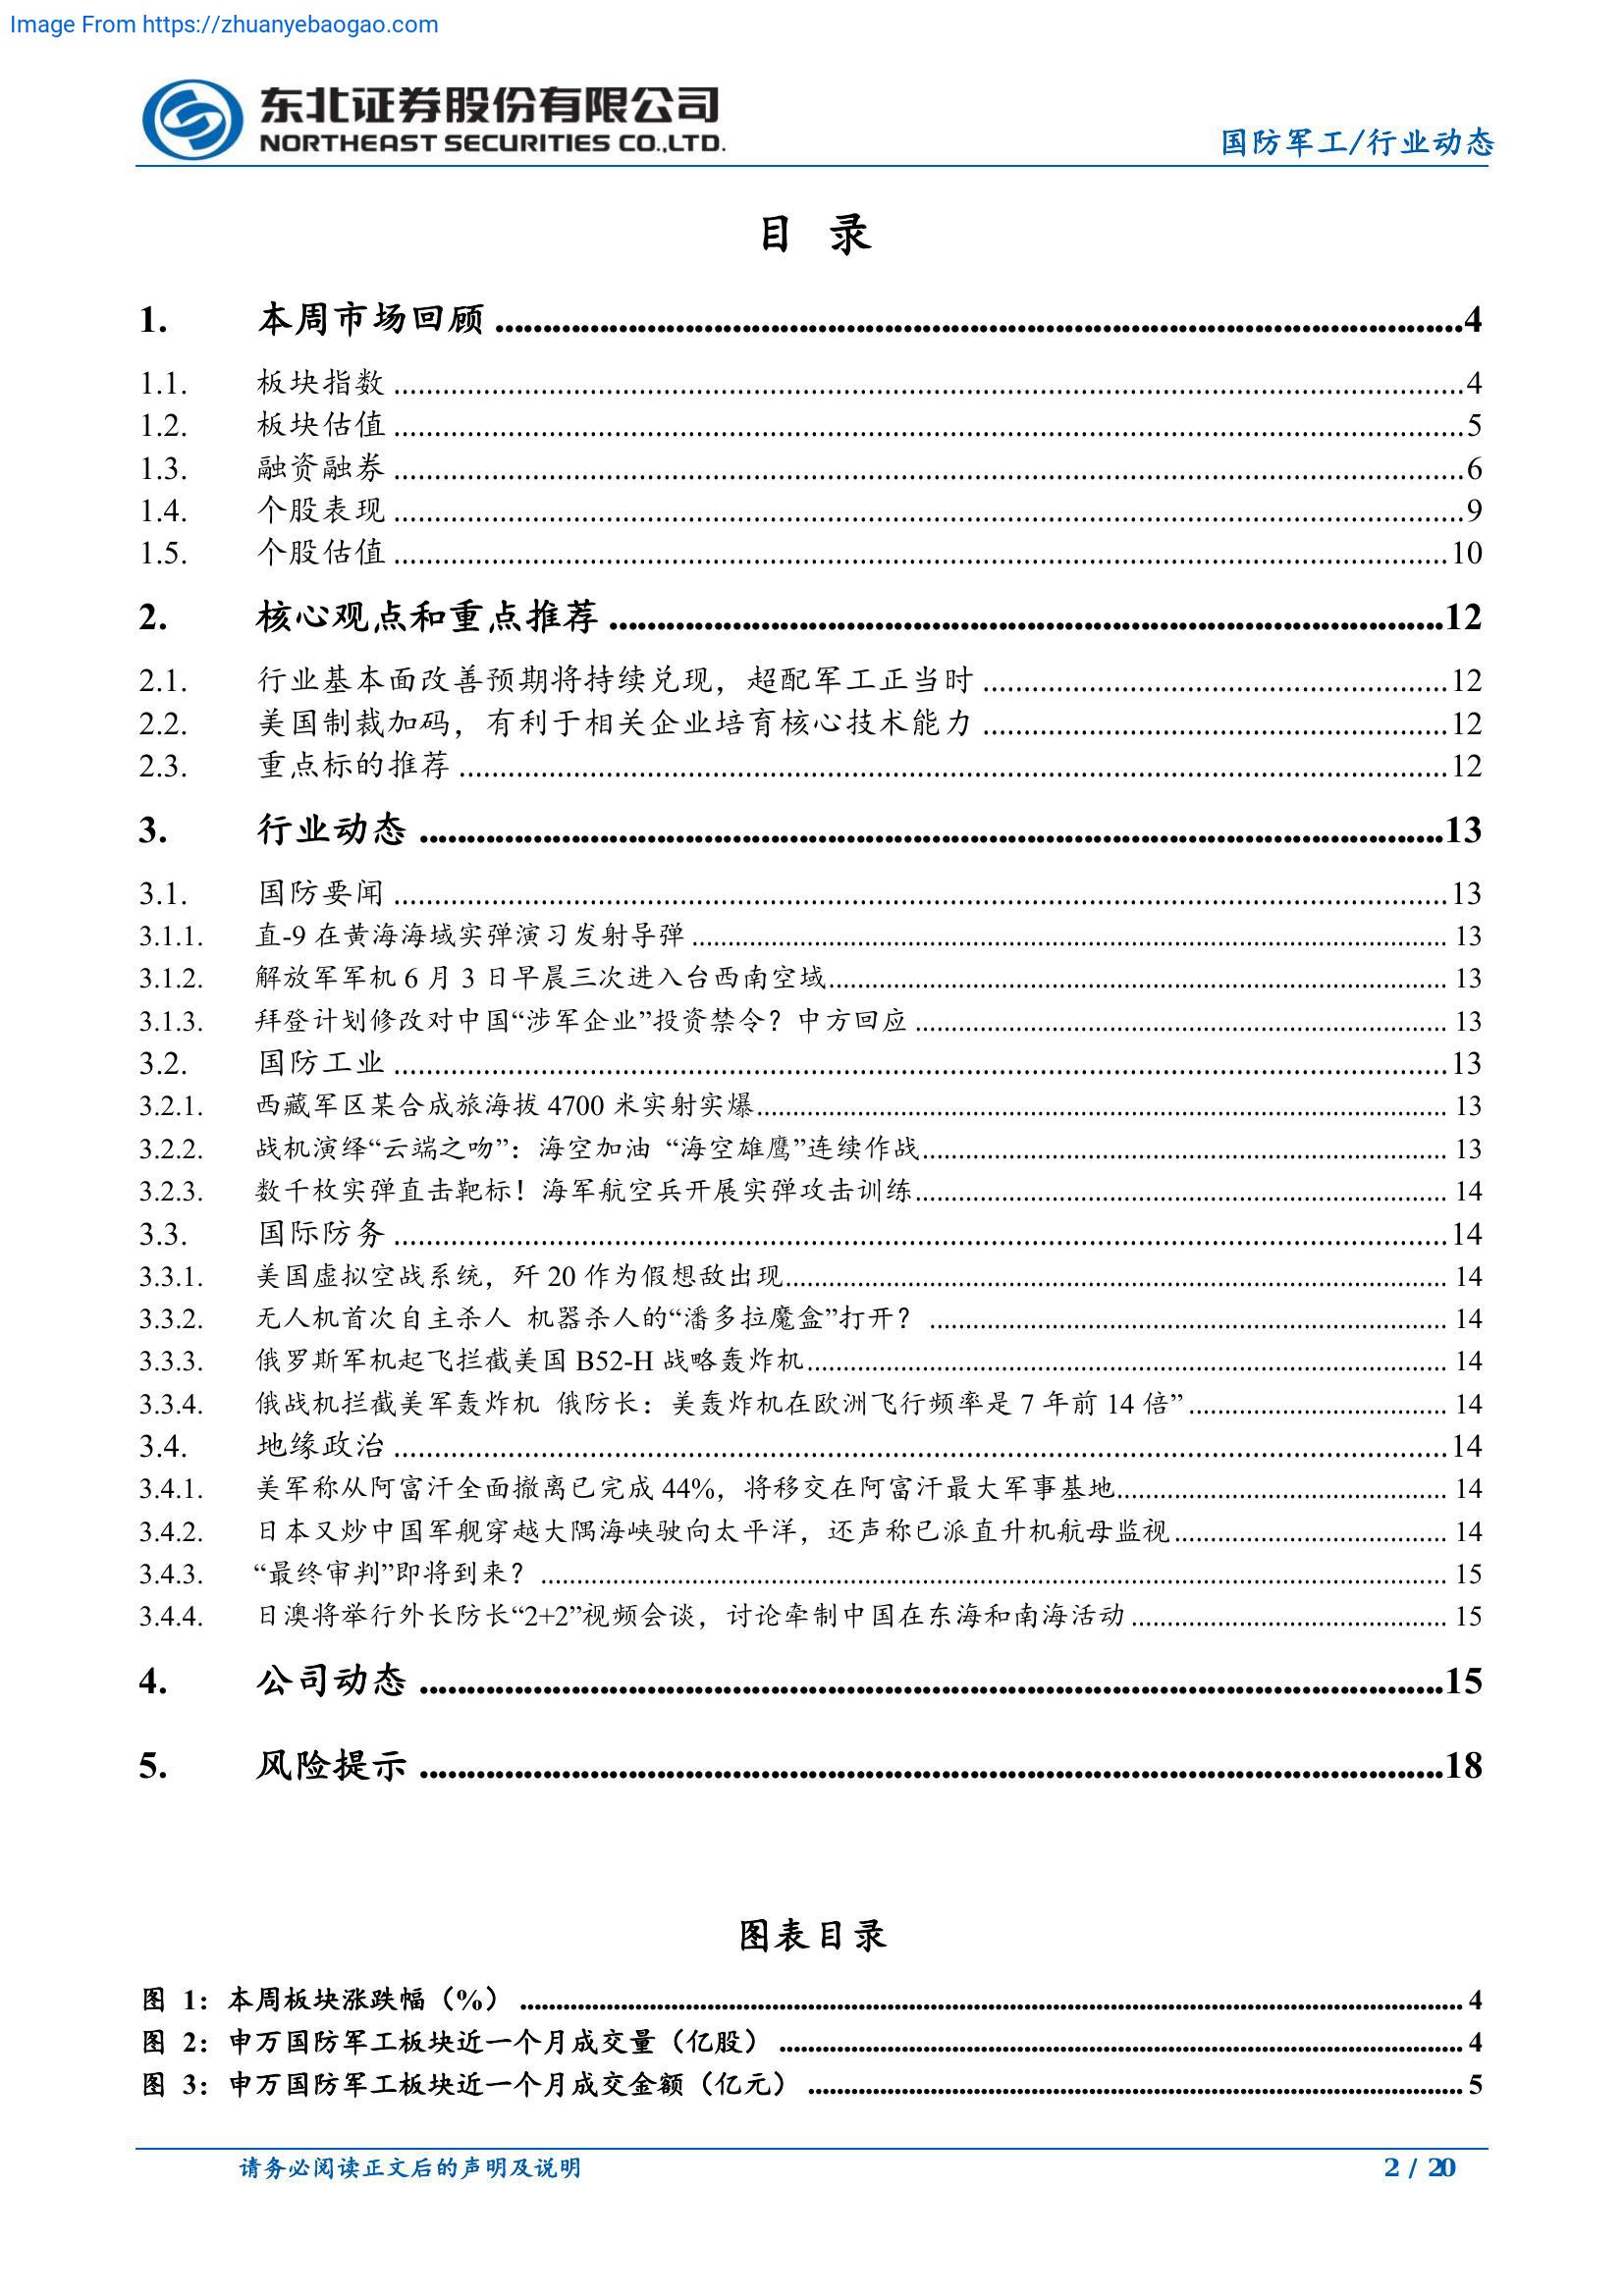 Image From https://zhuanyebaogao.com
东北证券股份有限公司
NORTHEAST SECURITIES CO.,LTD.
国防军工/行业动态
目 录
1. 本周市场回顾 4
1.1. 板块指数 4
1.2. 板块估值 5
1.3. 融资融券 6
1.4. 个股表现 9
1.5. 个股估值 10
2. 核心观点和重点推荐 12
2.1. 行业基本面改善预期将持续兑现，超配军工正当时 12
2.2. 美国制裁加码，有利于相关企业培育核心技术能力 12
2.3. 重点标的推荐 12
3. 行业动态 13
3.1. 国防要闻 13
3.1.1. 直-9 在黄海海域实弹演习发射导弹 13
3.1.2. 解放军军机 6 月 3 日早晨三次进入台西南空域 13
3.1.3. 拜登计划修改对中国“涉军企业”投资禁令？中方回应 13
3.2. 国防工业 13
3.2.1. 西藏军区某合成旅海拔 4700 米实射实爆 13
3.2.2. 战机演绎“云端之吻”：海空加油 “海空雄鹰”连续作战 13
3.2.3. 数千枚实弹直击靶标！海军航空兵开展实弹攻击训练 14
3.3. 国际防务 14
3.3.1. 美国虚拟空战系统，歼 20 作为假想敌出现 14
3.3.2. 无人机首次自主杀人 机器杀人的“潘多拉魔盒”打开？ 14
3.3.3. 俄罗斯军机起飞拦截美国 B52-H 战略轰炸机 14
3.3.4. 俄战机拦截美军轰炸机 俄防长：美轰炸机在欧洲飞行频率是 7 年前 14 倍” 14
3.4. 地缘政治 14
3.4.1. 美军称从阿富汗全面撤离已完成 44%，将移交在阿富汗最大军事基地 14
3.4.2. 日本又炒中国军舰穿越大隅海峡驶向太平洋，还声称已派直升机航母监视 14
3.4.3. “最终审判”即将到来？ 15
3.4.4. 日澳将举行外长防长“2+2”视频会谈，讨论牵制中国在东海和南海活动 15
4. 公司动态 15
5. 风险提示 18
图表目录
图 1：本周板块涨跌幅（%） 4
图 2：申万国防军工板块近一个月成交量（亿股） 4
图 3：申万国防军工板块近一个月成交金额（亿元） 5
请务必阅读正文后的声明及说明 2 / 20